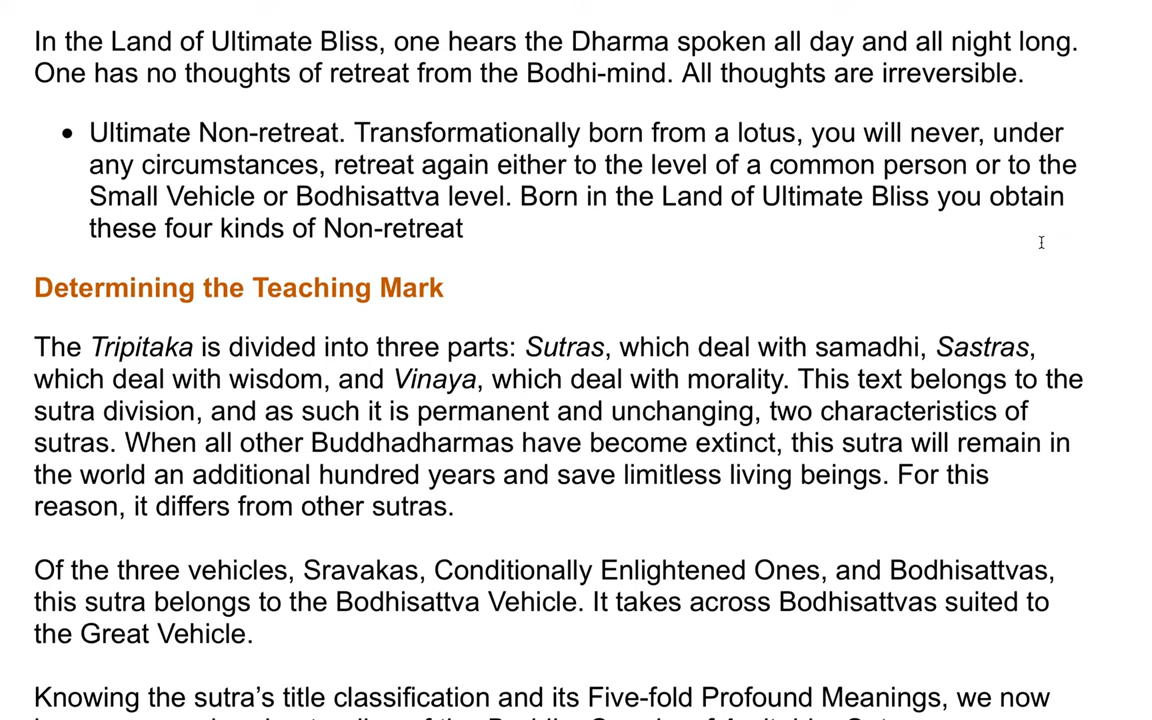 In the Land of Ultimate Bliss, one hears the Dharma spoken all day and all night long.
One has no thoughts of retreat from the Bodhi-mind. All thoughts are irreversible.
• Ultimate Non-retreat. Transformationally born from a lotus, you will never, under
any circumstances, retreat again either to the level of a common person or to the
Small Vehicle or Bodhisattva level. Born in the Land of Ultimate Bliss you obtain
these four kinds of Non-retreat
Determining the Teaching Mark
The Tripitaka is divided into three parts: Sutras, which deal with samadhi, Sastras,
which deal with wisdom, and Vinaya, which deal with morality. This text belongs to the
sutra division, and as such it is permanent and unchanging, two characteristics of
sutras. When all other Buddhadharmas have become extinct, this sutra will remain in
the world an additional hundred years and save limitless living beings. For this
reason, it differs from other sutras.
Of the three vehicles, Sravakas, Conditionally Enlightened Ones, and Bodhisattvas,
this sutra belongs to the Bodhisattva Vehicle. It takes across Bodhisattvas suited to
the Great Vehicle.
Knowing the sutra’s title classification and its Five-fold Profound Meanings, we now